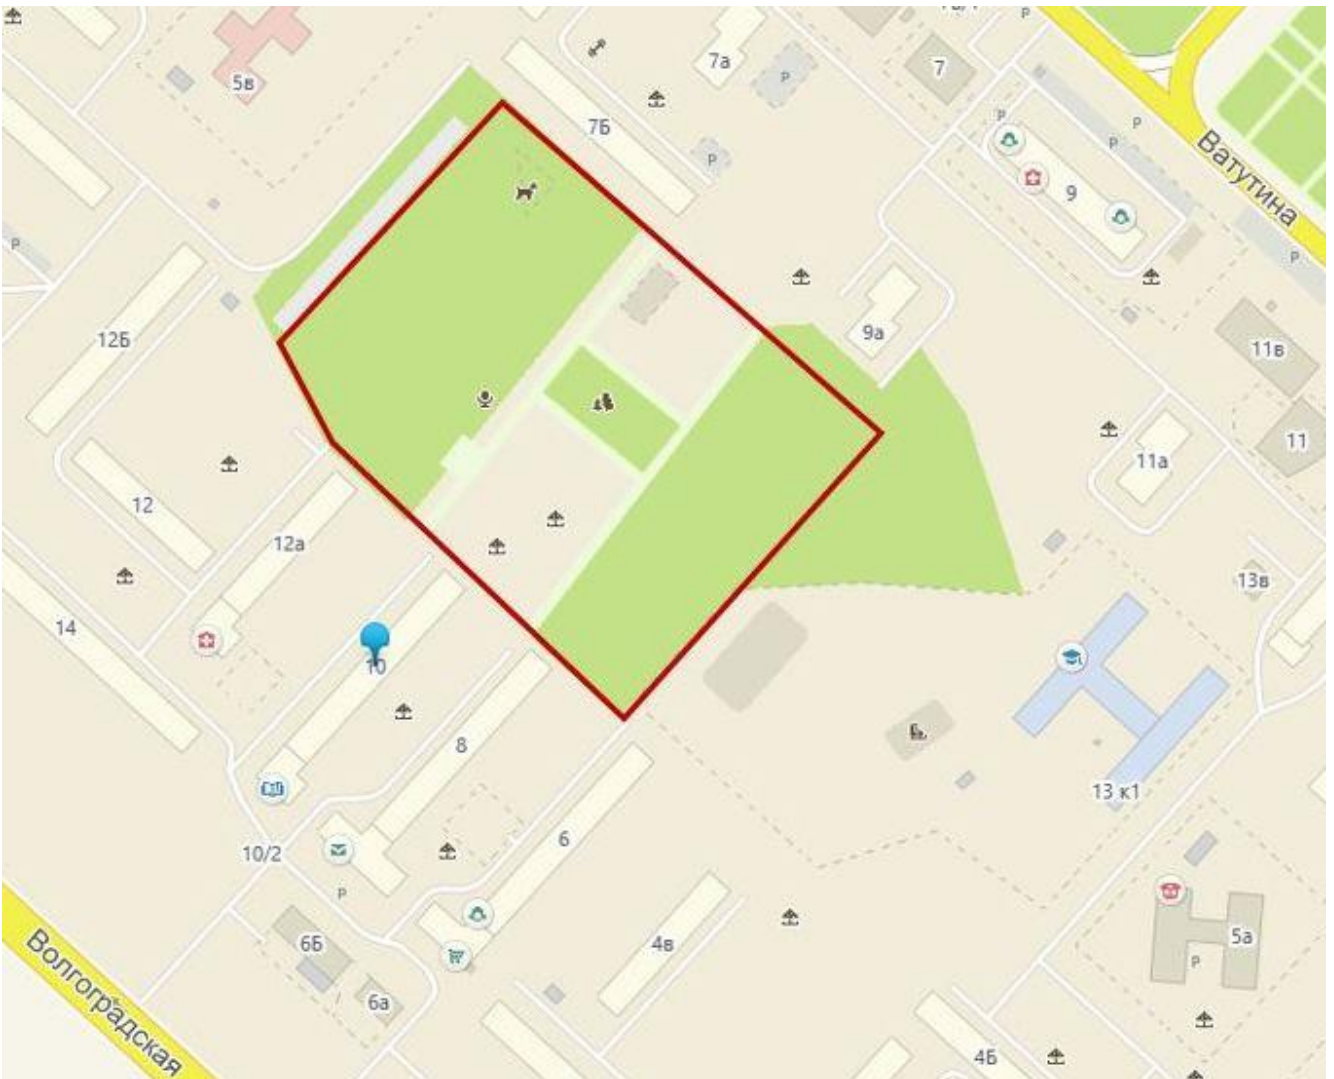 7а
7
5в
Р
7Б
Р
Р
Р
Р
Ватутина
9
Р
Р
12Б
9а
11в
11
11а
12
12а
13в
14
10
8
13 к1
6
10/2
Р
6Б
4в
5а
Р
6а
Волгоградская
4Б